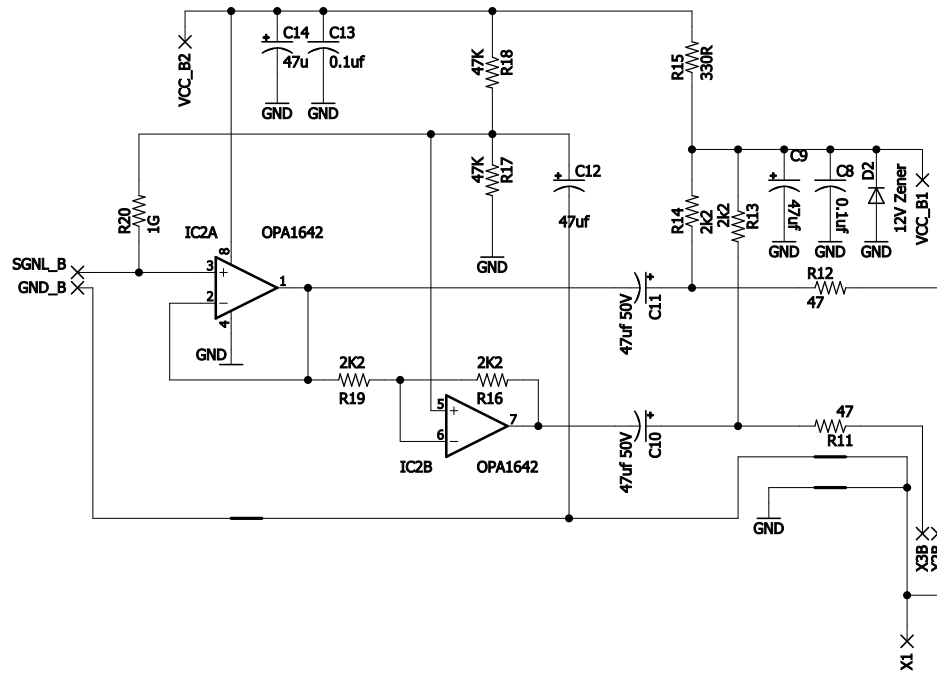 VCC_B2
C14
47u
GND
C13
0.1uf
GND
47K
R18
R15
330R
47K
R17
GND
C12
47uf
R20
1G
IC2A
OPA1642
8
3
2
1
4
GND
SGNL_B
GND_B
R14
2k2
2k2
R13
C9
47uf
GND
C8
0.1uf
GND
D2
12V Zener
GND
VCC_B1
R12
47
47uf 50V
C11
2K2
R19
2K2
R16
5
6
7
IC2B
OPA1642
47uf 50V
C10
47
R11
GND
X3B
X1